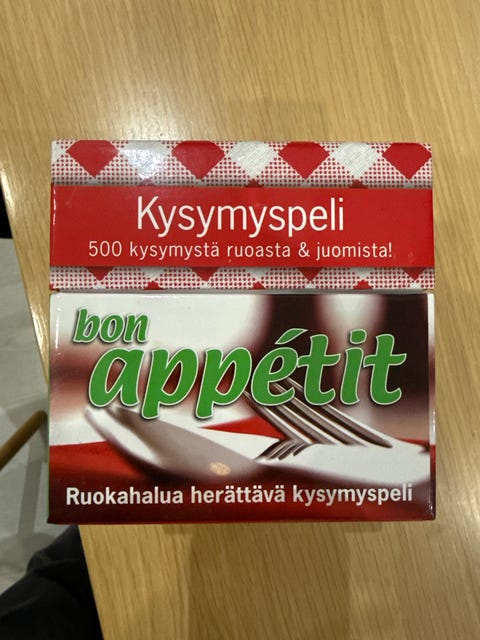 Kysymyspeli
500 kysymystä ruoasta & juomista!
bon
appétit
Ruokahalua herättävä kysymyspeli